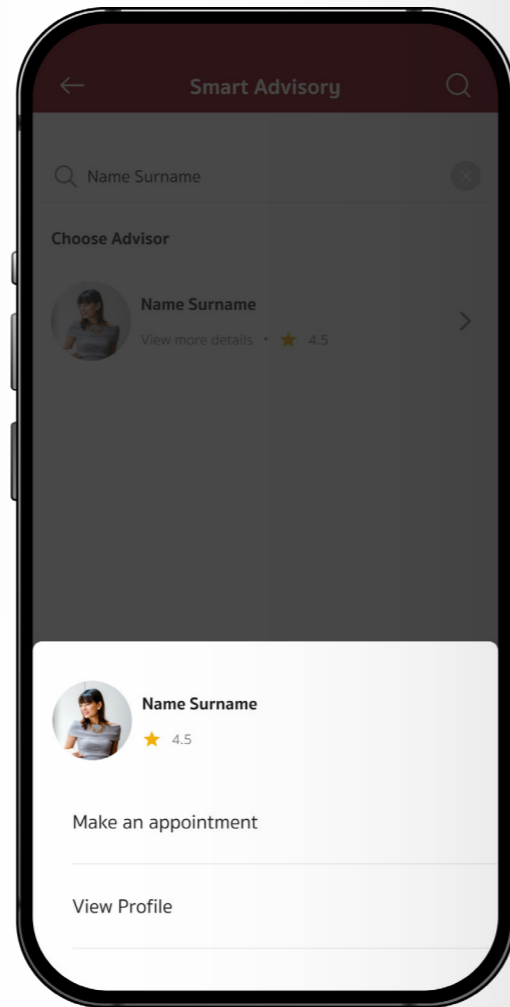 Smart Advisory
Name Surname
Choose Advisor
Name Surname
View more details • 4.5
Name Surname
4.5
Make an appointment
View Profile